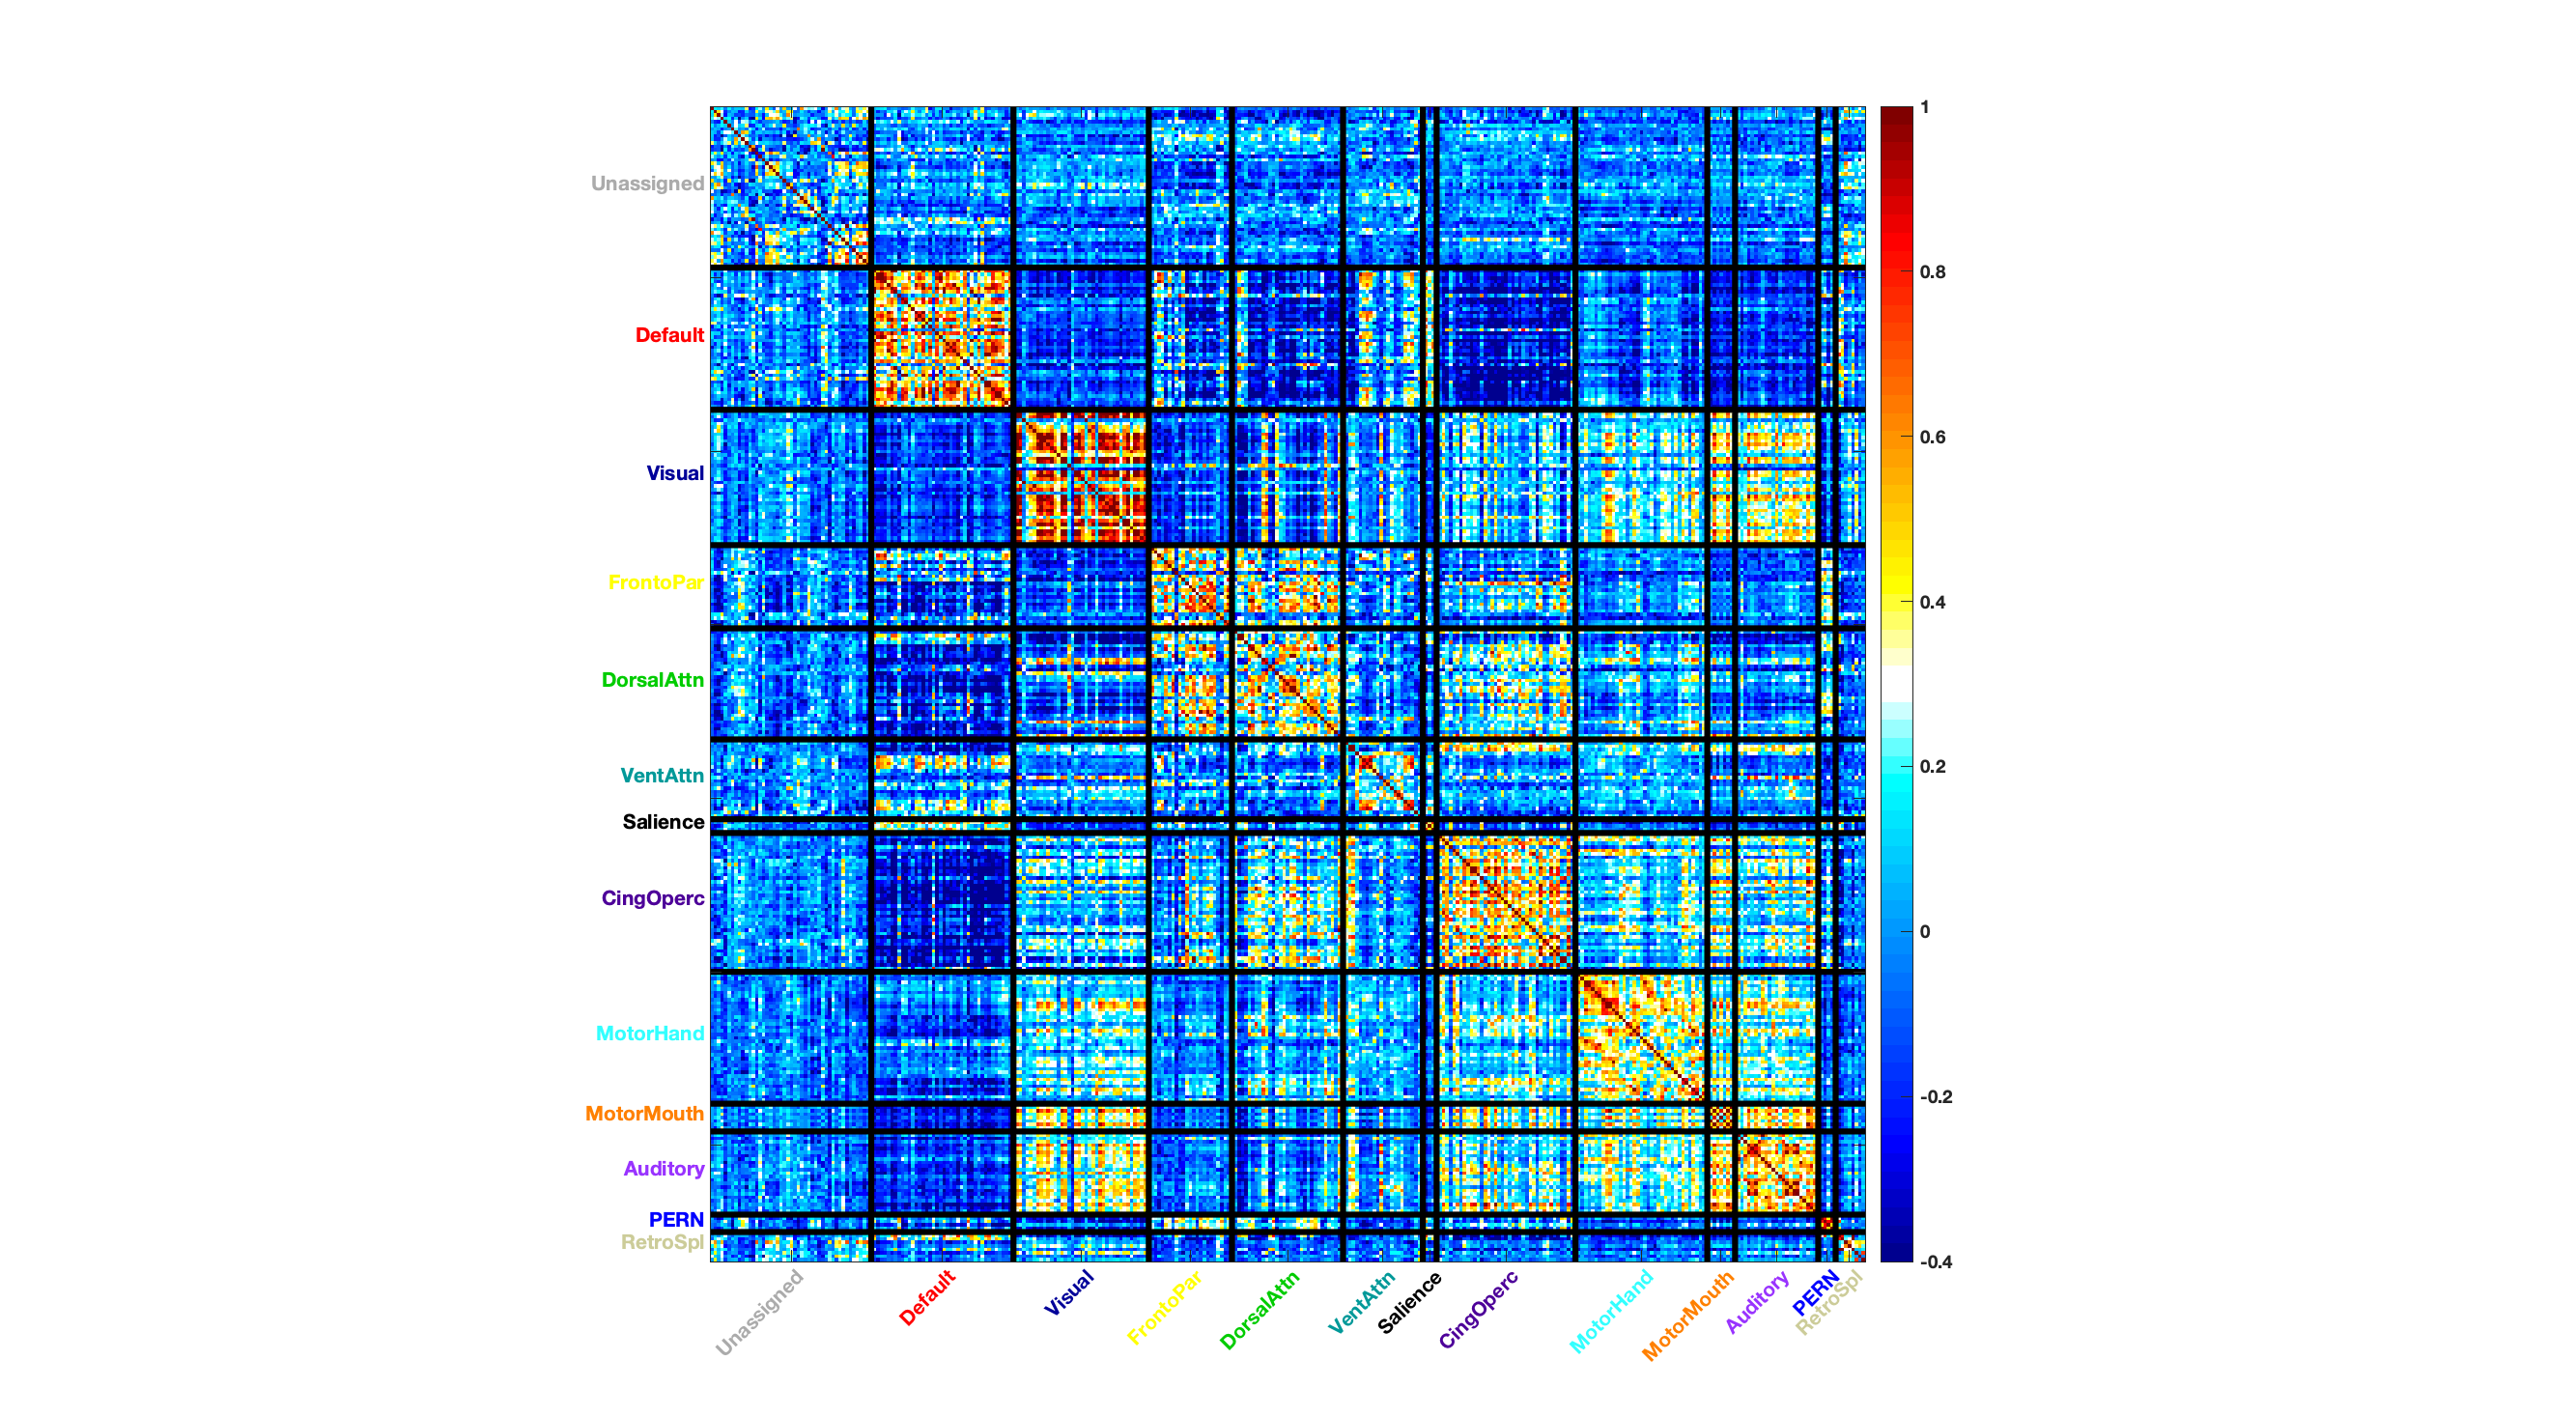 Unassigned
Default
Visual
FrontoPar
DorsalAttn
VentAttn
Salience
CingOperc
MotorHand
MotorMouth
Auditory
PERN
RetroSpl
Unassigned
Default
Visual
FrontoPar
DorsalAttn
VentAttn
Salience
CingOperc
MotorHand
MotorMouth
Auditory
PERN
RetroSpl
1
0.8
0.6
0.4
0.2
0
-0.2
-0.4